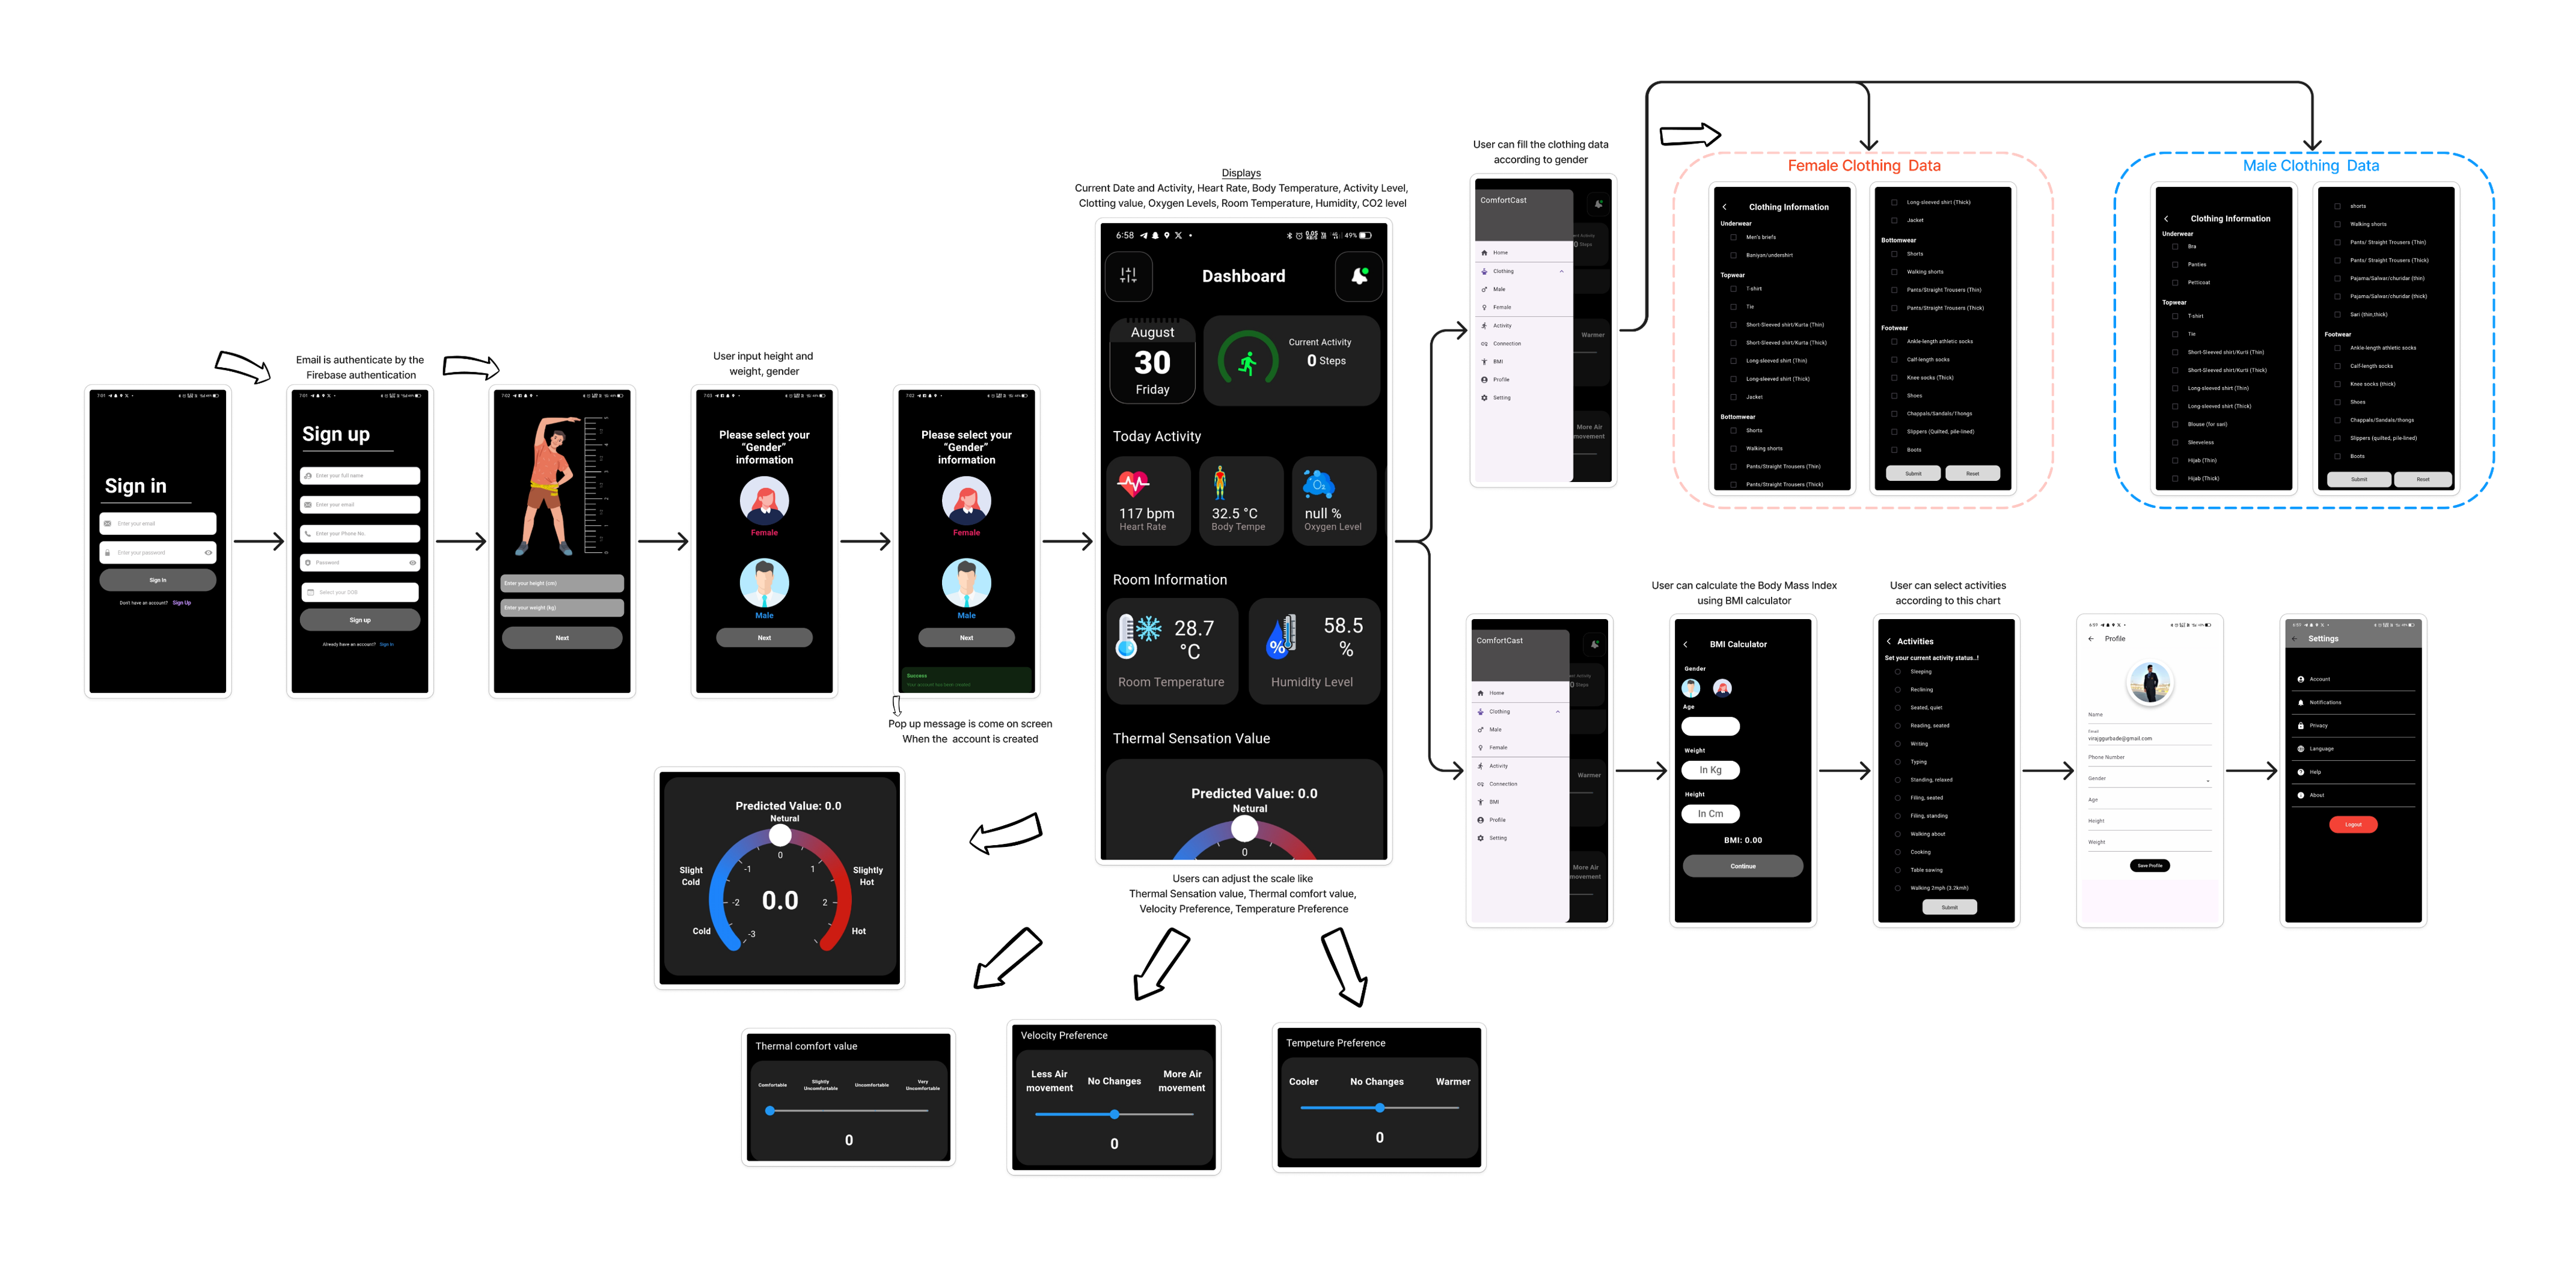 7:01
Sign in
Enter your email
Enter your password
Sign In
Don't have an account? Sign Up
Email is authenticate by the
Firebase authentication
7:01
Sign up
Enter your full name
Enter your email
Enter your Phone No.
Password
Select your DOB
Sign up
Already have an account? Sign In
7:02
Enter your height (cm)
Enter your weight (kg)
Next
User input height and
weight, gender
7:03
Please select your
“Gender”
information
Female
Male
Next
7:02
Please select your
“Gender”
information
Female
Male
Next
Success
Your account has been created
Pop up message is come on screen
When the account is created
Displays
Current Date and Activity, Heart Rate, Body Temperature, Activity Level,
Clotting value, Oxygen Levels, Room Temperature, Humidity, CO2 level
6:58 49%
Dashboard
August
30
Friday
Current Activity
0 Steps
Today Activity
117 bpm
Heart Rate
32.5 °C
Body Tempe
O2
null %
Oxygen Level
Room Information
28.7
°C
Room Temperature
%
58.5
%
Humidity Level
Thermal Sensation Value
Predicted Value: 0.0
Netural
0
Users can adjust the scale like
Thermal Sensation value, Thermal comfort value,
Velocity Preference, Temperature Preference
Predicted Value: 0.0
Netural
0
-1
1
Slight
Cold
Slightly
Hot
-2
0.0
2
Cold
-3
Hot
Thermal comfort value
Comfortable
Slightly
Uncomfortable
Uncomfortable
Very
Uncomfortable
0
Velocity Preference
Less Air
movement
No Changes
More Air
movement
0
Tempeture Preference
Cooler
No Changes
Warmer
0
User can fill the clothing data
according to gender
ComfortCast
Home
Clothing
Male
Female
Activity
Connection
BMI
Profile
Setting
0 Steps
Warmer
More Air
movement
Female Clothing Data
Clothing Information
Underwear
Men's briefs
Baniyan/undershirt
Topwear
T-shirt
Tie
Short-Sleeved shirt/Kurta (Thin)
Short-Sleeved shirt/Kurta (Thick)
Long-sleeved shirt (Thin)
Long-sleeved shirt (Thick)
Jacket
Bottomwear
Shorts
Walking shorts
Pants/Straight Trousers (Thin)
Pants/Straight Trousers (Thick)
Long-sleeved shirt (Thick)
Jacket
Bottomwear
Shorts
Walking shorts
Pants/Straight Trousers (Thin)
Pants/Straight Trousers (Thick)
Footwear
Ankle-length athletic socks
Calf-length socks
Knee socks (Thick)
Shoes
Chappals/Sandals/Thongs
Slippers (Quilted, pile-lined)
Boots
Submit
Reset
Male Clothing Data
Clothing Information
Underwear
Bra
Panties
Petticoat
Topwear
T-shirt
Tie
Short-Sleeved shirt/Kurti (Thin)
Short-Sleeved shirt/Kurti (Thick)
Long-sleeved shirt (Thin)
Long-sleeved shirt (Thick)
Blouse (for sari)
Sleeveless
Hijab (Thin)
Hijab (Thick)
shorts
Walking shorts
Pants/ Straight Trousers (Thin)
Pants/ Straight Trousers (Thick)
Pajama/Salwar/churidar (thin)
Pajama/Salwar/churidar (thick)
Sari (thin,thick)
Footwear
Ankle-length athletic socks
Calf-length socks
Knee socks (thick)
Shoes
Chappals/Sandals/thongs
Slippers (quilted, pile-lined)
Boots
Submit
Reset
ComfortCast
Home
Clothing
Male
Female
Activity
Connection
BMI
Profile
Setting
0 Steps
Warmer
More Air
movement
User can calculate the Body Mass Index
using BMI calculator
BMI Calculator
Gender
Age
Weight
In Kg
Height
In Cm
BMI: 0.00
Continue
User can select activities
according to this chart
Activities
Set your current activity status..!
Sleeping
Reclining
Seated, quiet
Reading, seated
Writing
Typing
Standing, relaxed
Filing, seated
Filing, standing
Walking about
Cooking
Table sawing
Walking 2mph (3.2kmh)
Submit
Profile
Name
Email
virajggurbade@gmail.com
Phone Number
Gender
Age
Height
Weight
Save Profile
Settings
Account
Notifications
Privacy
Language
Help
About
Logout